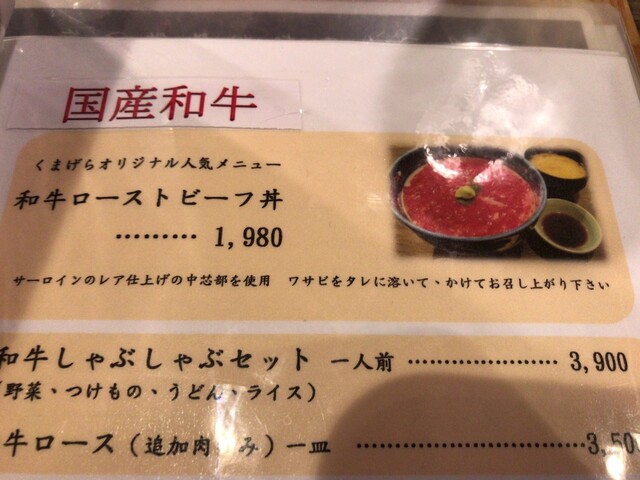 国産和牛
くまげらオリジナル人気メニュー
和牛ローストビーフ丼
……… 1,980
サーロインのレア仕上げの中芯部を使用 ワサビをタレに溶いて、かけてお召し上がり下さい
和牛しゃぶしゃぶセット 一人前 ………………… 3,900
(野菜・つけもの・うどん・ライス)
牛ロース(追加肉 み)一皿 ……………………… 3,50